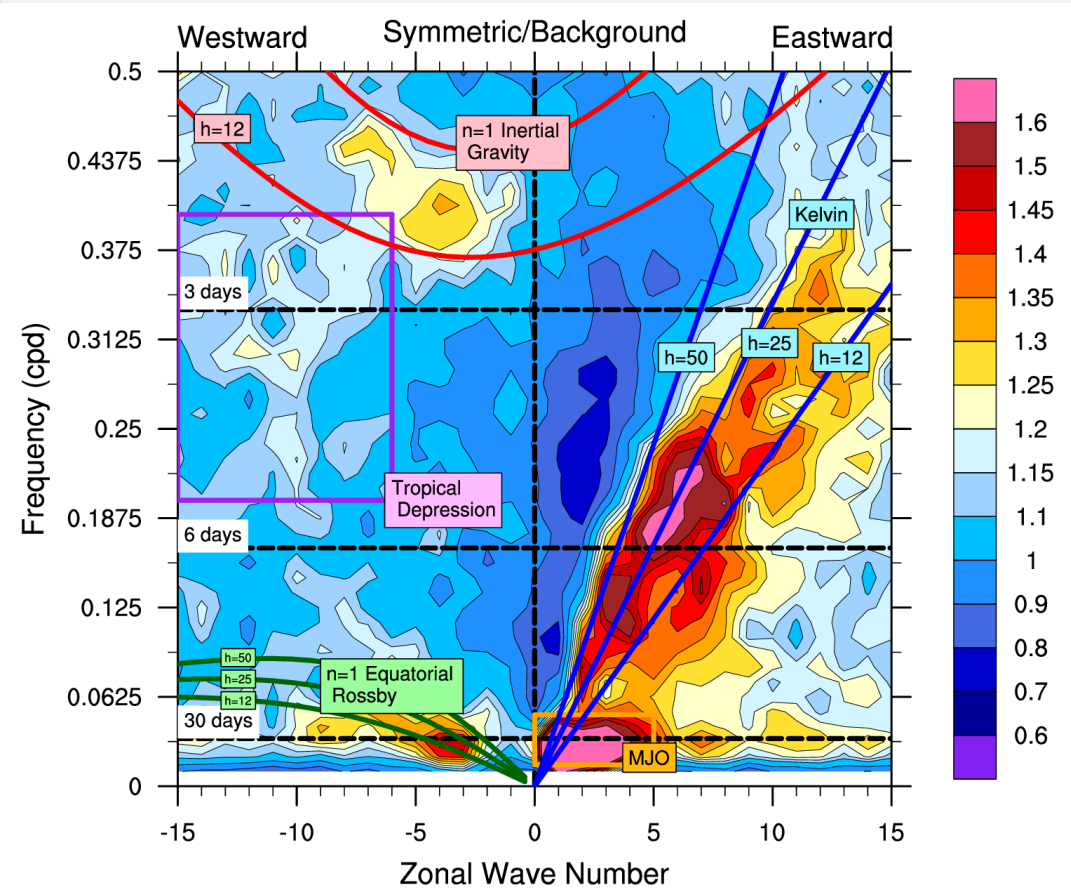 Westward
Symmetric/Background
Eastward
0.5
0.4375
0.375
0.3125
0.25
0.1875
0.125
0.0625
0
Frequency (cpd)
h=12
n=1 Inertial
Gravity
Kelvin
3 days
h=50
h=25
h=12
Tropical
Depression
6 days
h=50
h=25
h=12
n=1 Equatorial
Rossby
30 days
MJO
-15
-10
-5
0
5
10
15
Zonal Wave Number
1.6
1.5
1.45
1.4
1.35
1.3
1.25
1.2
1.15
1.1
1
0.9
0.8
0.7
0.6